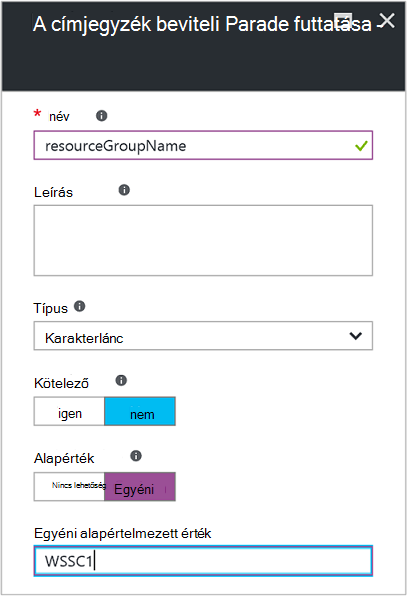 A címjegyzék beviteli Parade futtatása -
* név
resourceGroupName
Leírás
Típus
Karakterlánc
Kötelező
igen nem
Alapérték
Nincs lehetőség Egyéni
Egyéni alapértelmezett érték
WSSC1